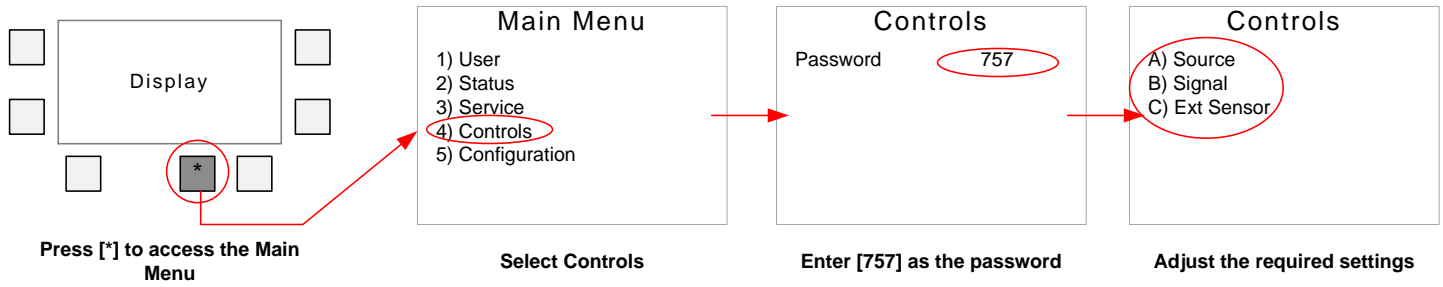 Display
*
Press [*] to access the Main
Menu
Main Menu
1) User
2) Status
3) Service
4) Controls
5) Configuration
Select Controls
Controls
Password 757
Enter [757] as the password
Controls
A) Source
B) Signal
C) Ext Sensor
Adjust the required settings